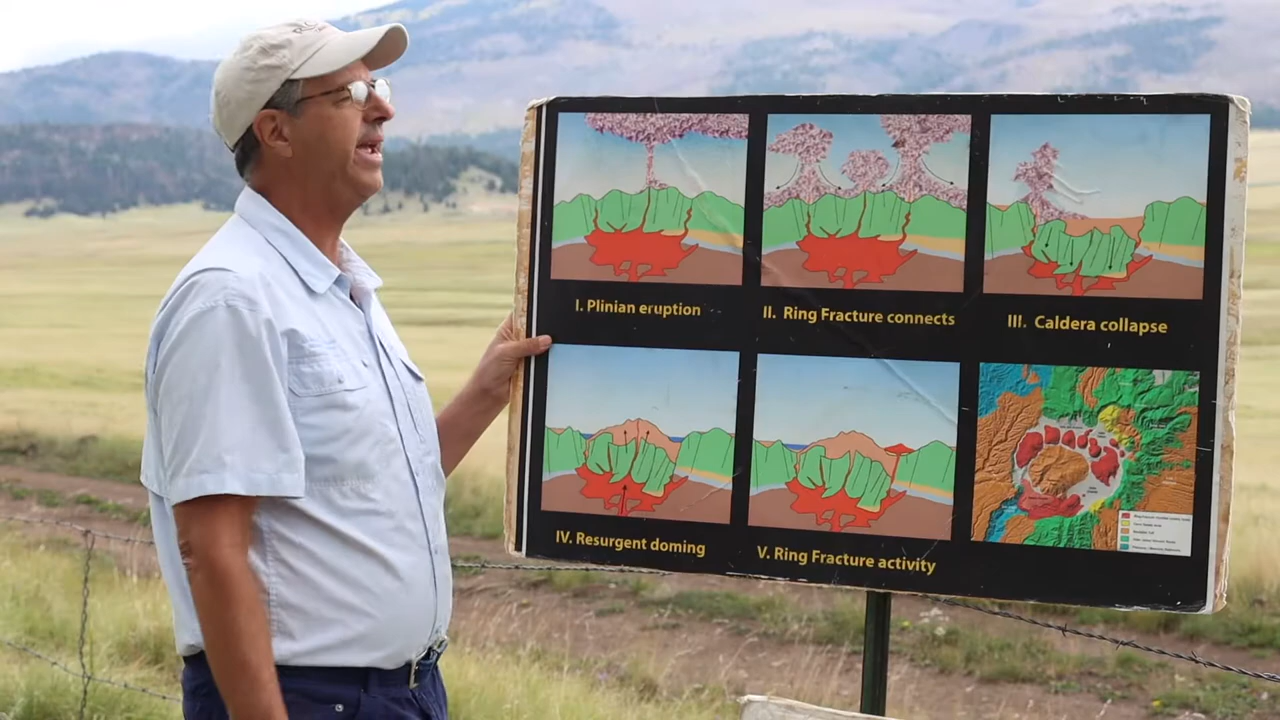 I. Plinian eruption
II. Ring Fracture connects
III. Caldera collapse
IV. Resurgent doming
V. Ring Fracture activity